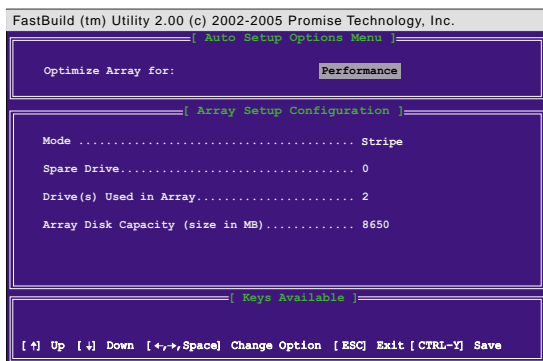 FastBuild (tm) Utility 2.00 (c) 2002-2005 Promise Technology, Inc.
[ Auto Setup Options Menu ]
Optimize Array for: Performance
[ Array Setup Configuration ]
Mode ....................................... Stripe
Spare Drive................................. 0
Drive(s) Used in Array...................... 2
Array Disk Capacity (size in MB)............. 8650
[ Keys Available ]
[↑] Up [↓] Down [←,→,Space] Change Option [ESC] Exit [CTRL-Y] Save